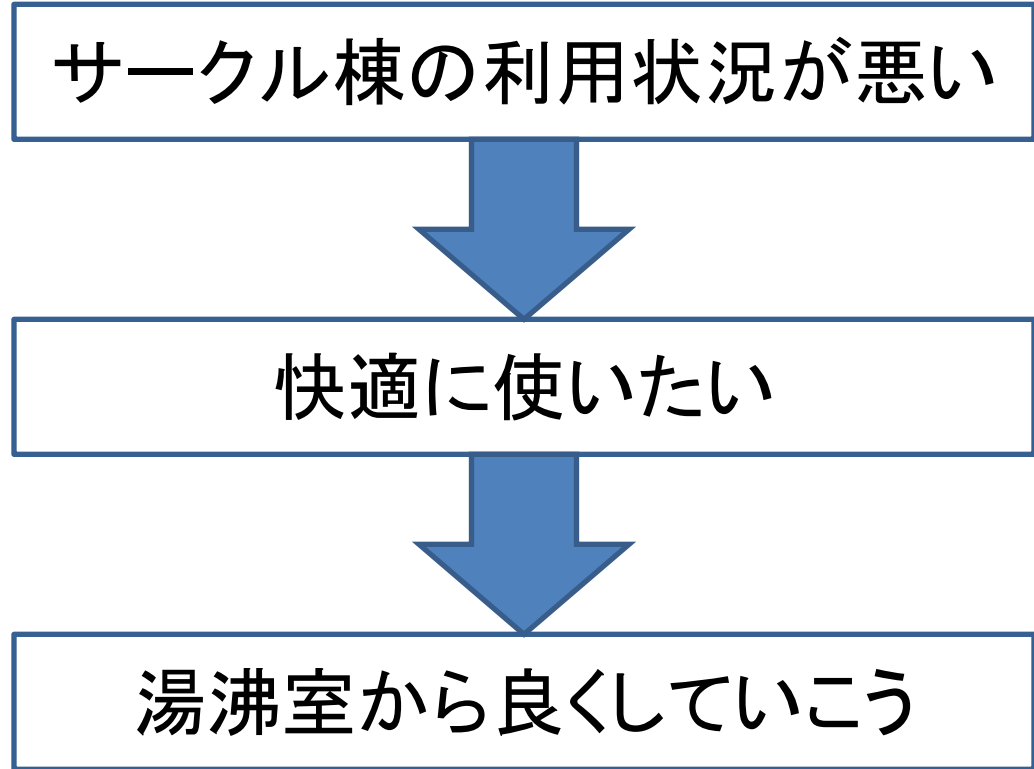 サークル棟の利用状況が悪い
快適に使いたい
湯沸室から良くしていこう